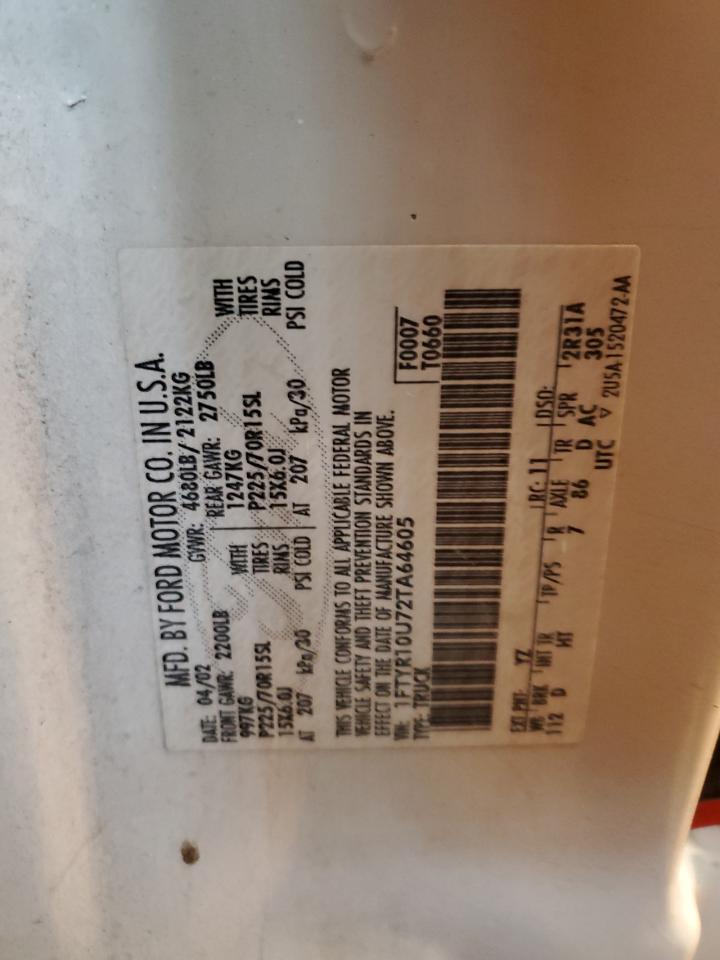 MFD. BY FORD MOTOR CO. IN U.S.A.
DATE: 04/02 GVWR: 4680LB/ 2122KG
FRONT GAWR: 2200LB REAR GAWR: 2750LB
997KG WITH 1247KG WITH
P225/70R15SL TIRES P225/70R15SL TIRES
15X6.0J RIMS 15X6.0J RIMS
AT 207 kPa/30 PSI COLD AT 207 kPa/30 PSI COLD
THIS VEHICLE CONFORMS TO ALL APPLICABLE FEDERAL MOTOR
VEHICLE SAFETY AND THEFT PREVENTION STANDARDS IN
EFFECT ON THE DATE OF MANUFACTURE SHOWN ABOVE.
VIN: 1FTYR10U72TA64605 F0007
TYPE: TRUCK T0660
EXT PNT: YZ RC: 11 DSO:
WB BRK INT TR TP/PS R AXLE TR SPR 2R31A
112 D HT 7 86 D AC 305
UTC ▽ 2U5A1520472-AA